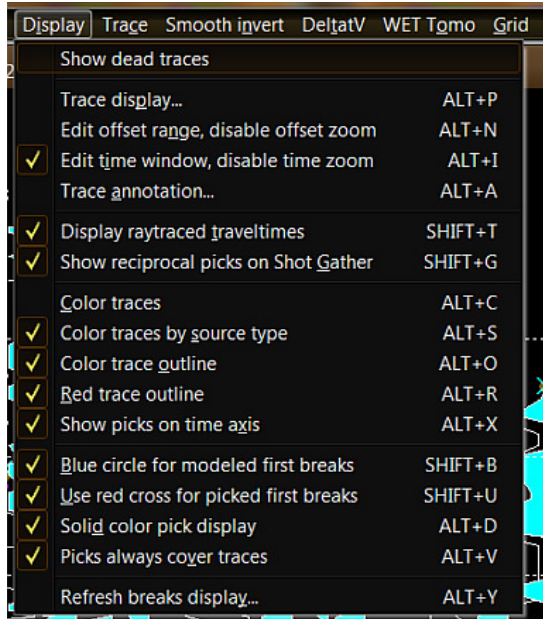 Display Trace Smooth invert DeltatV WET Tomo Grid
Show dead traces
Trace display... ALT+P
Edit offset range, disable offset zoom ALT+N
Edit time window, disable time zoom ALT+I
Trace annotation... ALT+A
Display raytraced traveltimes SHIFT+T
Show reciprocal picks on Shot Gather SHIFT+G
Color traces ALT+C
Color traces by source type ALT+S
Color trace outline ALT+O
Red trace outline ALT+R
Show picks on time axis ALT+X
Blue circle for modeled first breaks SHIFT+B
Use red cross for picked first breaks SHIFT+U
Solid color pick display ALT+D
Picks always cover traces ALT+V
Refresh breaks display... ALT+Y